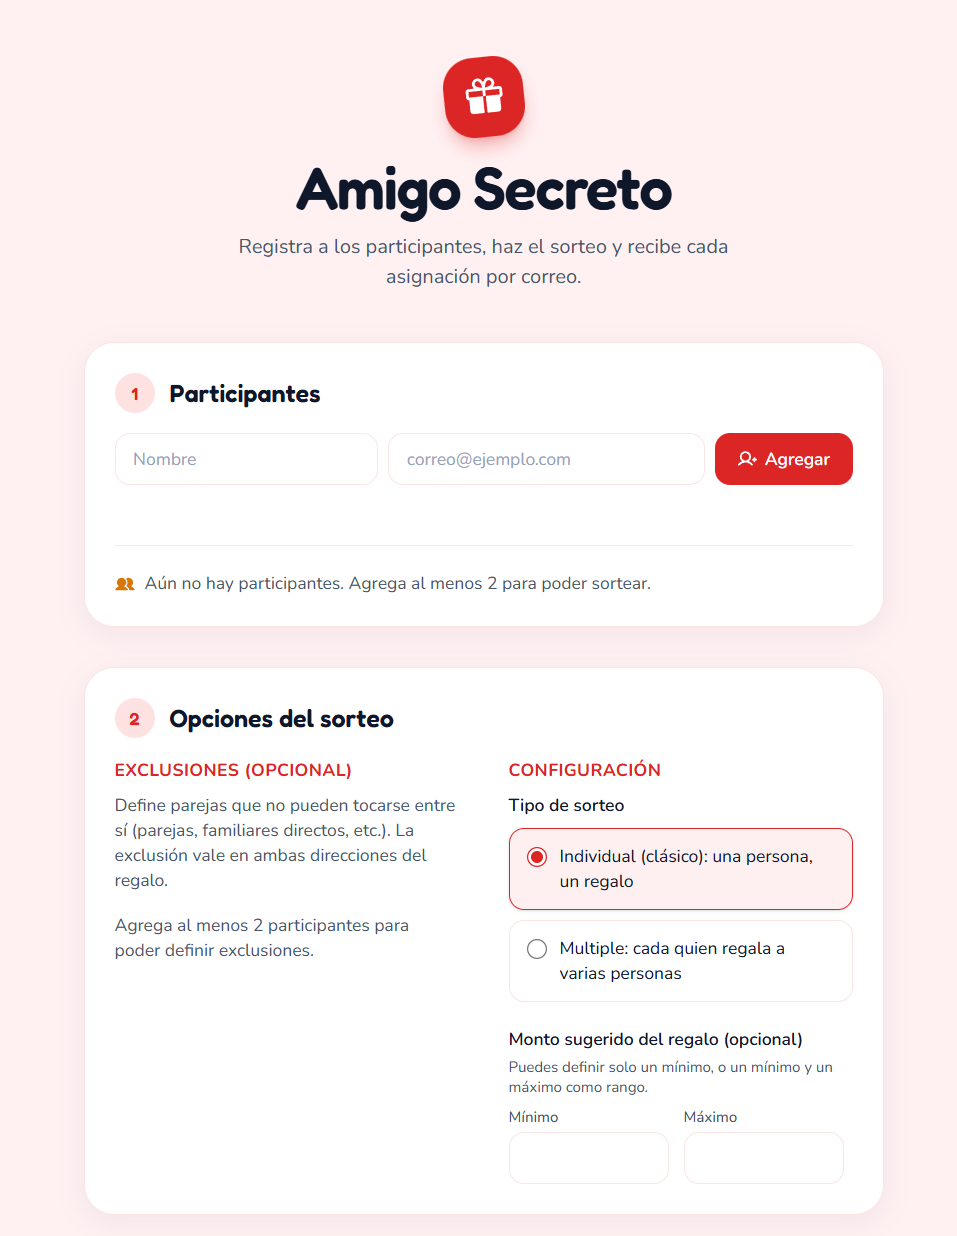 Amigo Secreto
Registra a los participantes, haz el sorteo y recibe cada
asignación por correo.
1 Participantes
Nombre correo@ejemplo.com Agregar
Aún no hay participantes. Agrega al menos 2 para poder sortear.
2 Opciones del sorteo
EXCLUSIONES (OPCIONAL)
Define parejas que no pueden tocarse entre
sí (parejas, familiares directos, etc.). La
exclusión vale en ambas direcciones del
regalo.
Agrega al menos 2 participantes para
poder definir exclusiones.
CONFIGURACIÓN
Tipo de sorteo
Individual (clásico): una persona,
un regalo
Multiple: cada quien regala a
varias personas
Monto sugerido del regalo (opcional)
Puedes definir solo un mínimo, o un mínimo y un
máximo como rango.
Mínimo Máximo